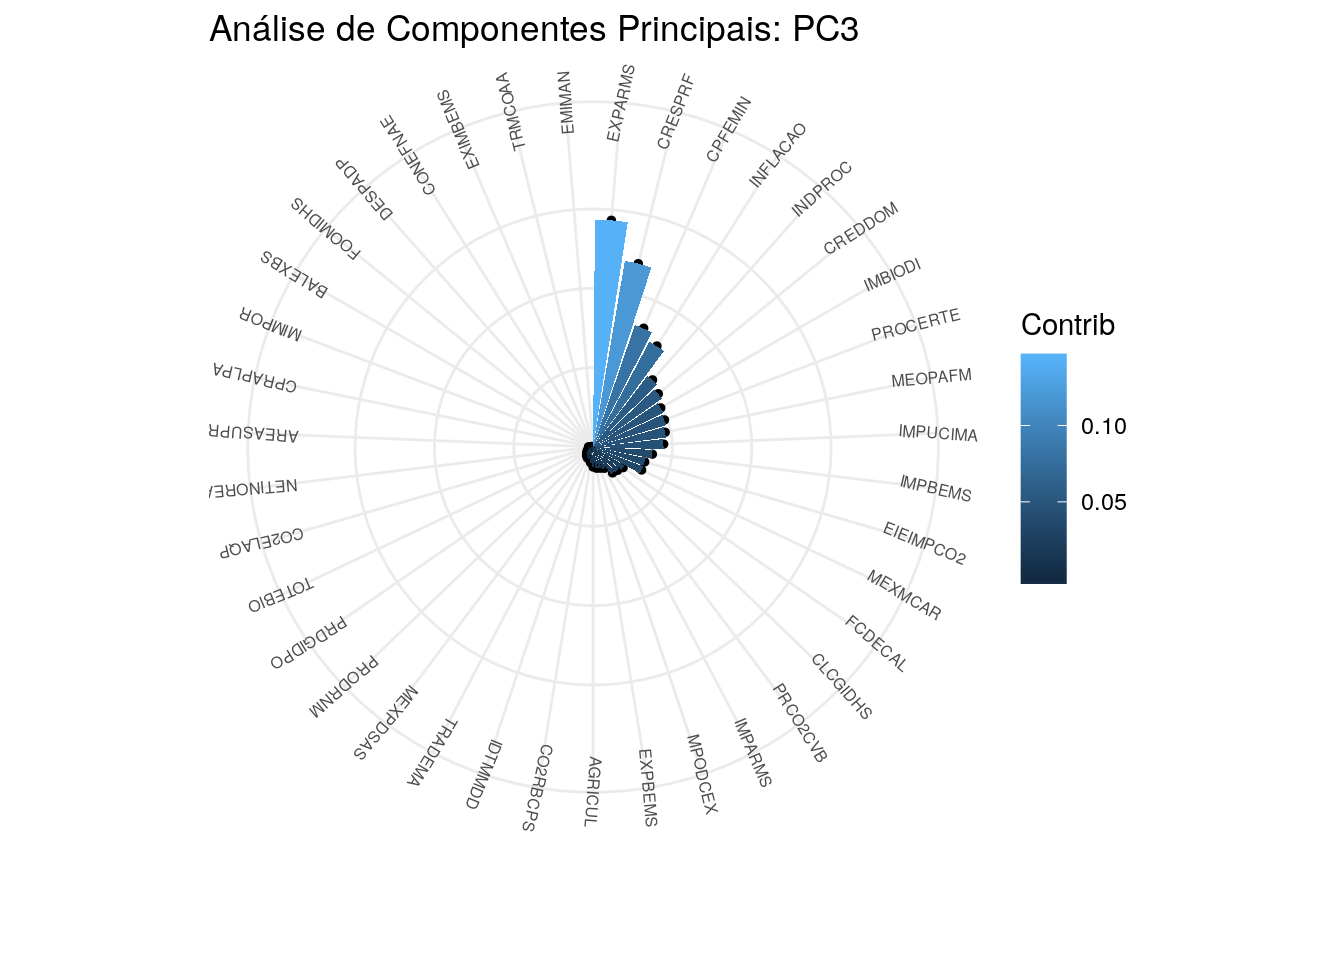 Análise de Componentes Principais: PC3
EXPARMS
CRESPRF
CPFEMIN
INFLACAO
INDPROC
CREDDOM
IMBIODI
PROCERTE
MEOPAFM
IMPUCIMA
IMPBEMS
EIEIMPCO2
MEXMCAR
FCDECAL
CLCGIDHS
PRCO2CVB
IMPARMS
MPODCEX
EXPBEMS
AGRICUL
CO2RBCPS
IDTMMDD
TRADEMA
MEXPDSAS
PRODRNM
PRDGIDPO
TOTEBIO
CO2ELAQP
NETINORE
AREASUPR
CPRAPLPA
MIMPOR
BALEXBS
FOOMIDHS
DESPADP
CONEFNAE
EXIMBEMS
TRMCOAA
EMIMAN
Contrib
0.10
0.05